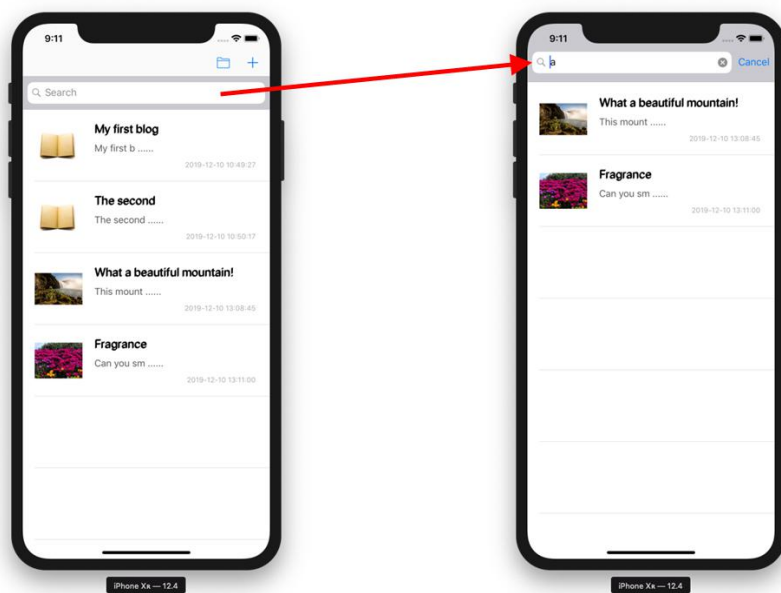 9:11
Search
My first blog
My first b ......
2019-12-10 10:49:27
The second
The second ......
2019-12-10 10:50:17
What a beautiful mountain!
This mount ......
2019-12-10 13:08:45
Fragrance
Can you sm ......
2019-12-10 13:11:00
iPhone Xʀ — 12.4
9:11
a
Cancel
What a beautiful mountain!
This mount ......
2019-12-10 13:08:45
Fragrance
Can you sm ......
2019-12-10 13:11:00
iPhone Xʀ — 12.4